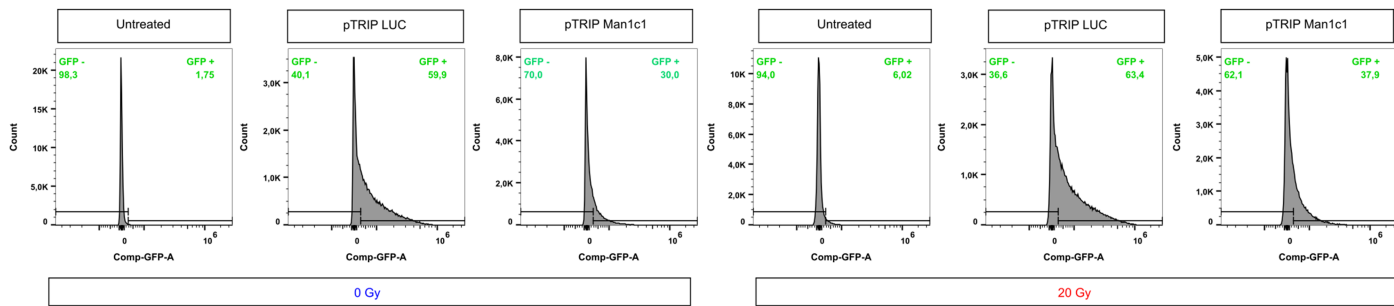 Untreated
GFP -
98,3
GFP +
1,75
20K
15K
10K
5,0K
0
Count
0
10 6
Comp-GFP-A
pTRIP LUC
GFP -
40,1
GFP +
59,9
3,0K
2,0K
1,0K
0
Count
0
10 6
Comp-GFP-A
pTRIP Man1c1
GFP -
70,0
GFP +
30,0
8,0K
6,0K
4,0K
2,0K
0
Count
0
10 6
Comp-GFP-A
0 Gy
Untreated
GFP -
94,0
GFP +
6,02
10K
8,0K
6,0K
4,0K
2,0K
0
Count
0
10 6
Comp-GFP-A
pTRIP LUC
GFP -
36,6
GFP +
63,4
3,0K
2,0K
1,0K
0
Count
0
10 6
Comp-GFP-A
pTRIP Man1c1
GFP -
62,1
GFP +
37,9
5,0K
4,0K
3,0K
2,0K
1,0K
0
Count
0
10 6
Comp-GFP-A
20 Gy